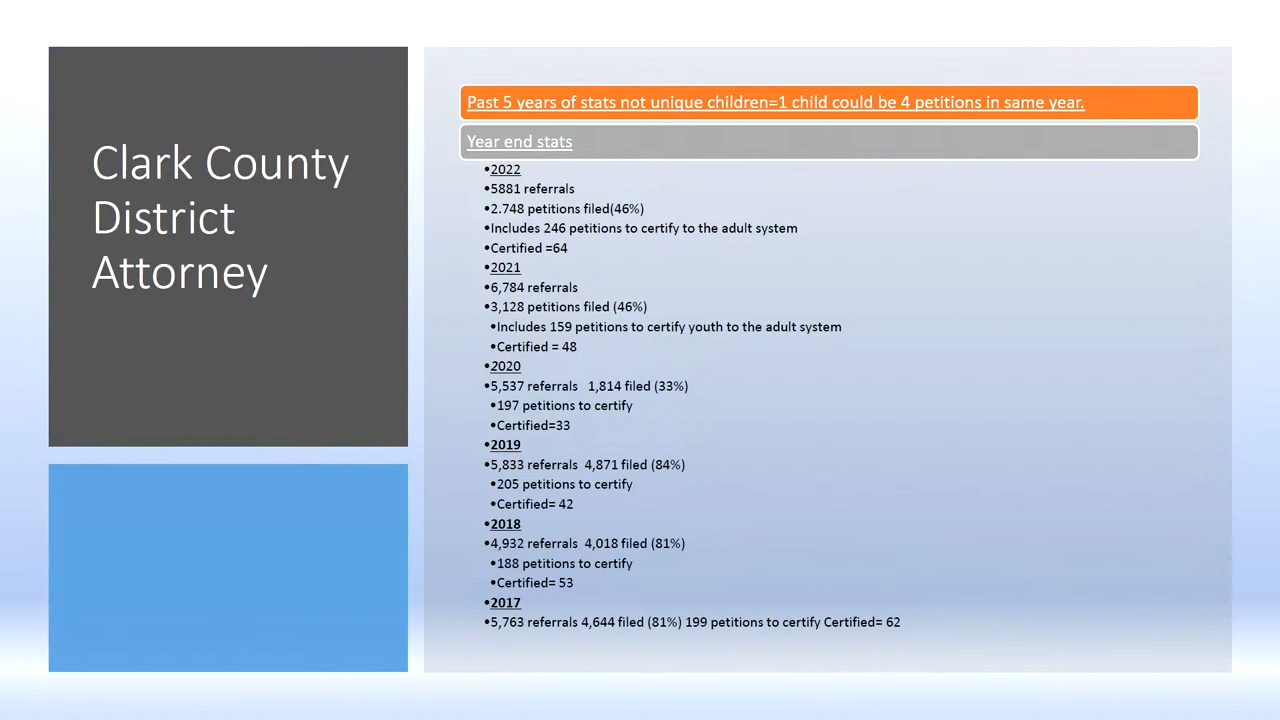 Clark County
District
Attorney
Past 5 years of stats not unique children=1 child could be 4 petitions in same year.
Year end stats
•2022
•5881 referrals
•2.748 petitions filed(46%)
•Includes 246 petitions to certify to the adult system
•Certified =64
•2021
•6,784 referrals
•3,128 petitions filed (46%)
•Includes 159 petitions to certify youth to the adult system
•Certified = 48
•2020
•5,537 referrals 1,814 filed (33%)
•197 petitions to certify
•Certified=33
•2019
•5,833 referrals 4,871 filed (84%)
•205 petitions to certify
•Certified= 42
•2018
•4,932 referrals 4,018 filed (81%)
•188 petitions to certify
•Certified= 53
•2017
•5,763 referrals 4,644 filed (81%) 199 petitions to certify Certified= 62